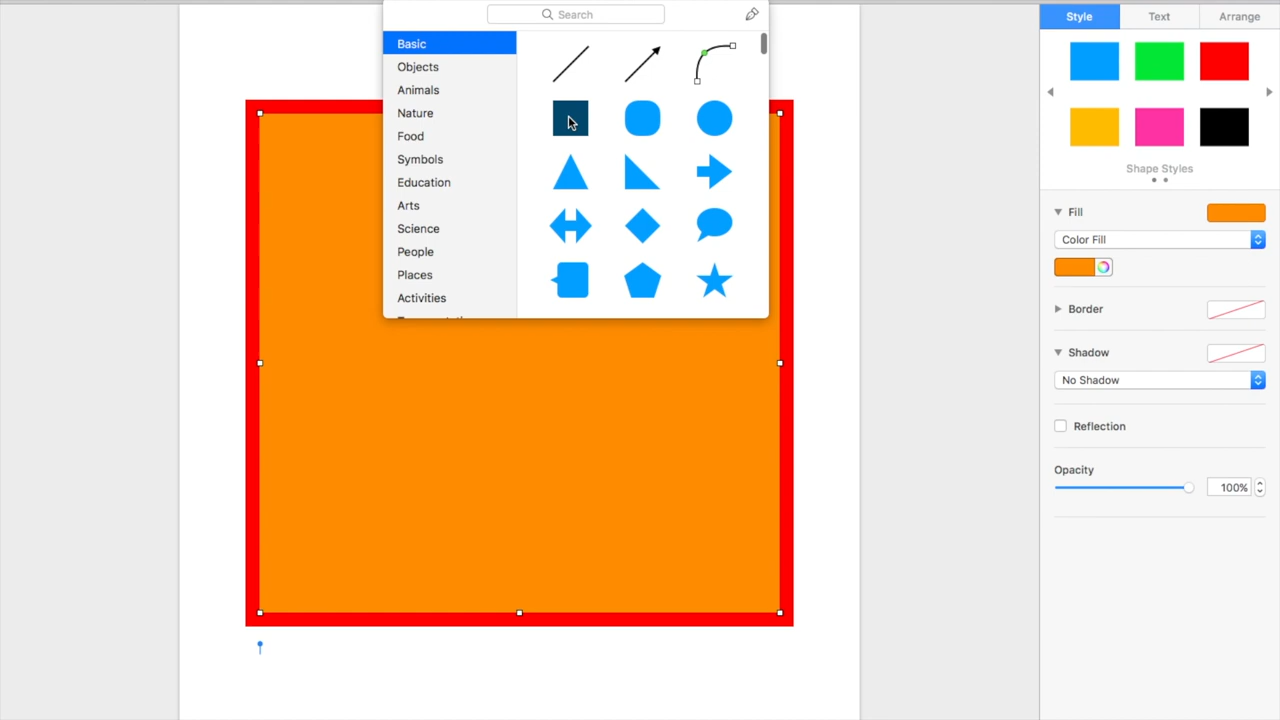 Search
Style
Text
Arrange
Basic
Objects
Animals
Nature
Food
Symbols
Education
Arts
Science
People
Places
Activities
Shape Styles
Fill
Color Fill
Border
Shadow
No Shadow
Reflection
Opacity
100%